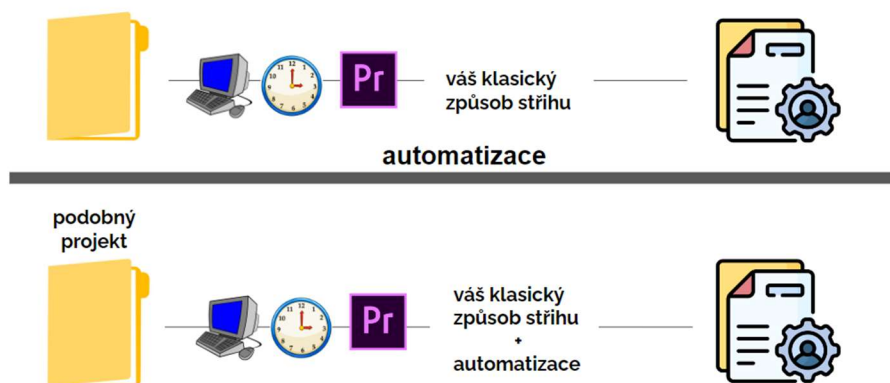 Pr
váš klasický
způsob střihu
automatizace
podobný
projekt
Pr
váš klasický
způsob střihu
+
automatizace